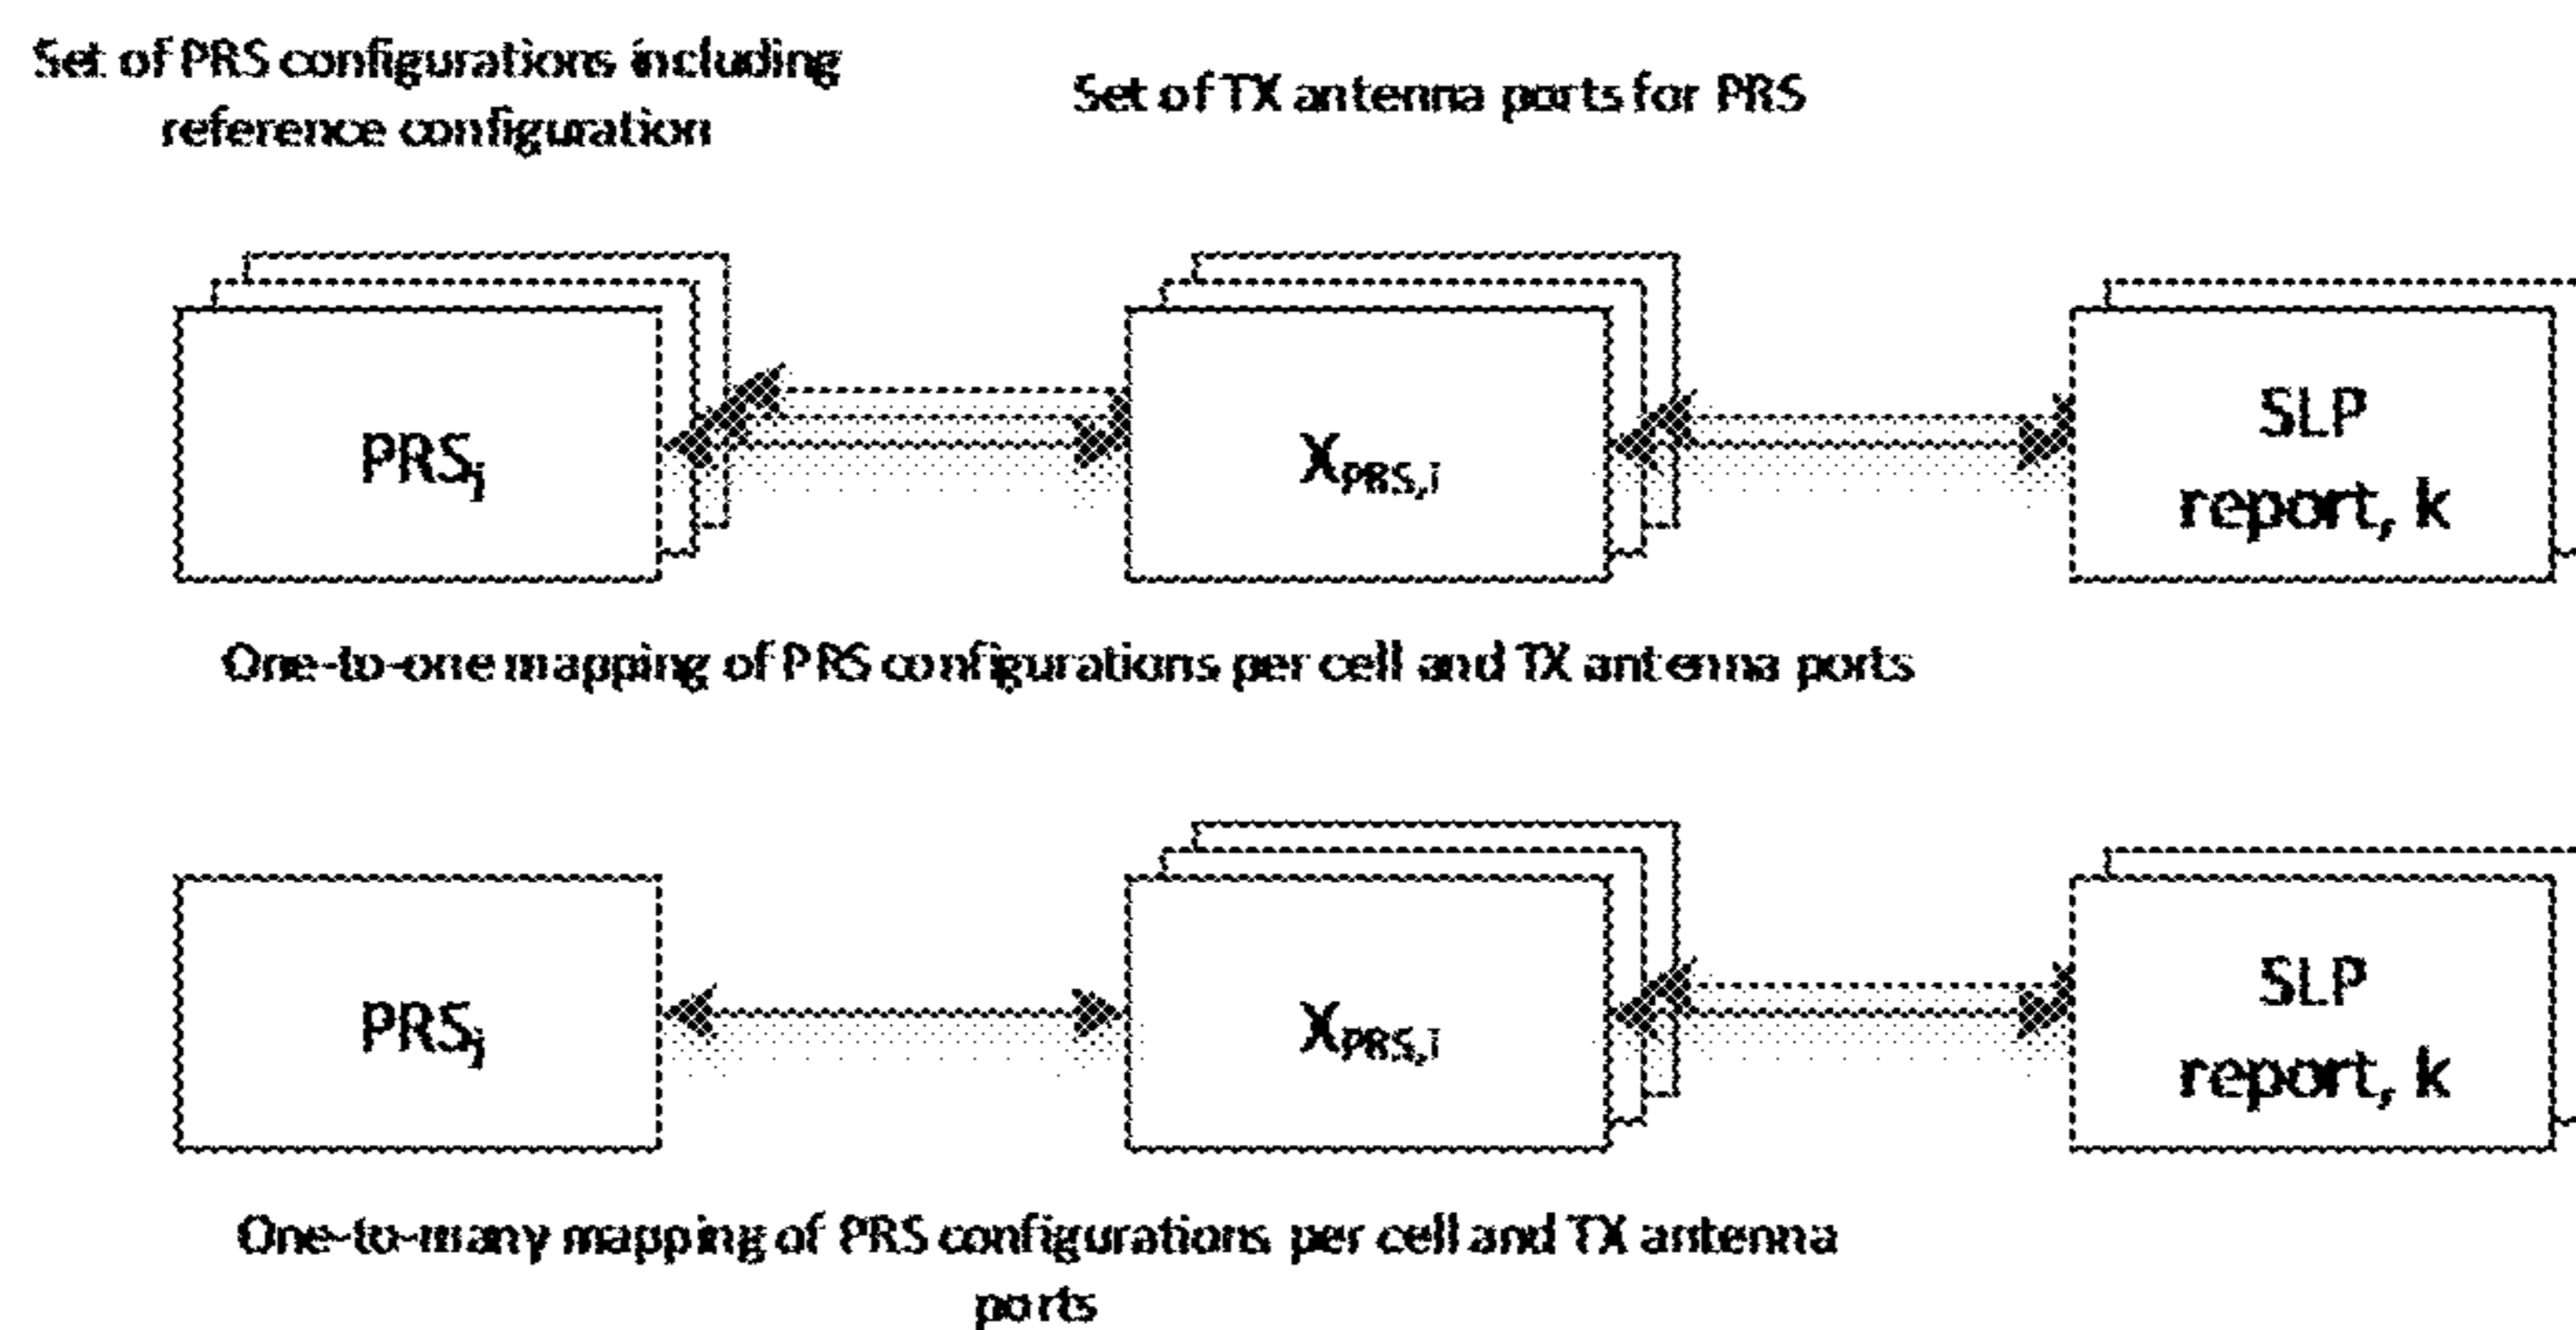 Set of PRS configurations including
reference configuration
Set of TX antenna ports for PRS
PRSj
XPRS,i
SLP
report, k
One-to-one mapping of PRS configurations per cell and TX antenna ports
PRSj
XPRS,i
SLP
report, k
One-to-many mapping of PRS configurations per cell and TX antenna
ports